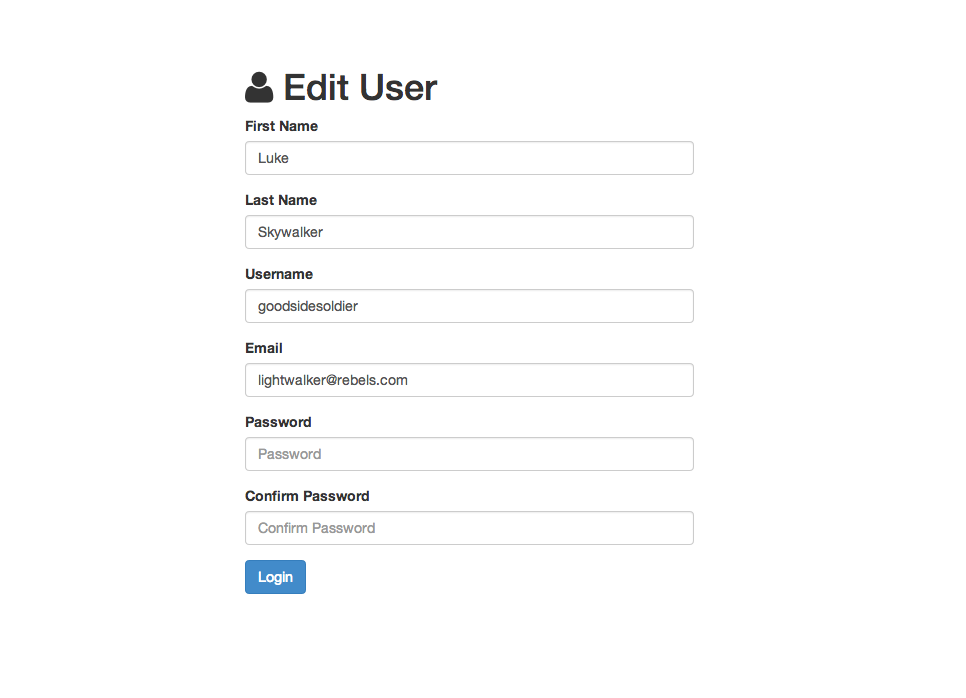 Edit User
First Name
Luke
Last Name
Skywalker
Username
goodsidesoldier
Email
lightwalker@rebels.com
Password
Password
Confirm Password
Confirm Password
Login